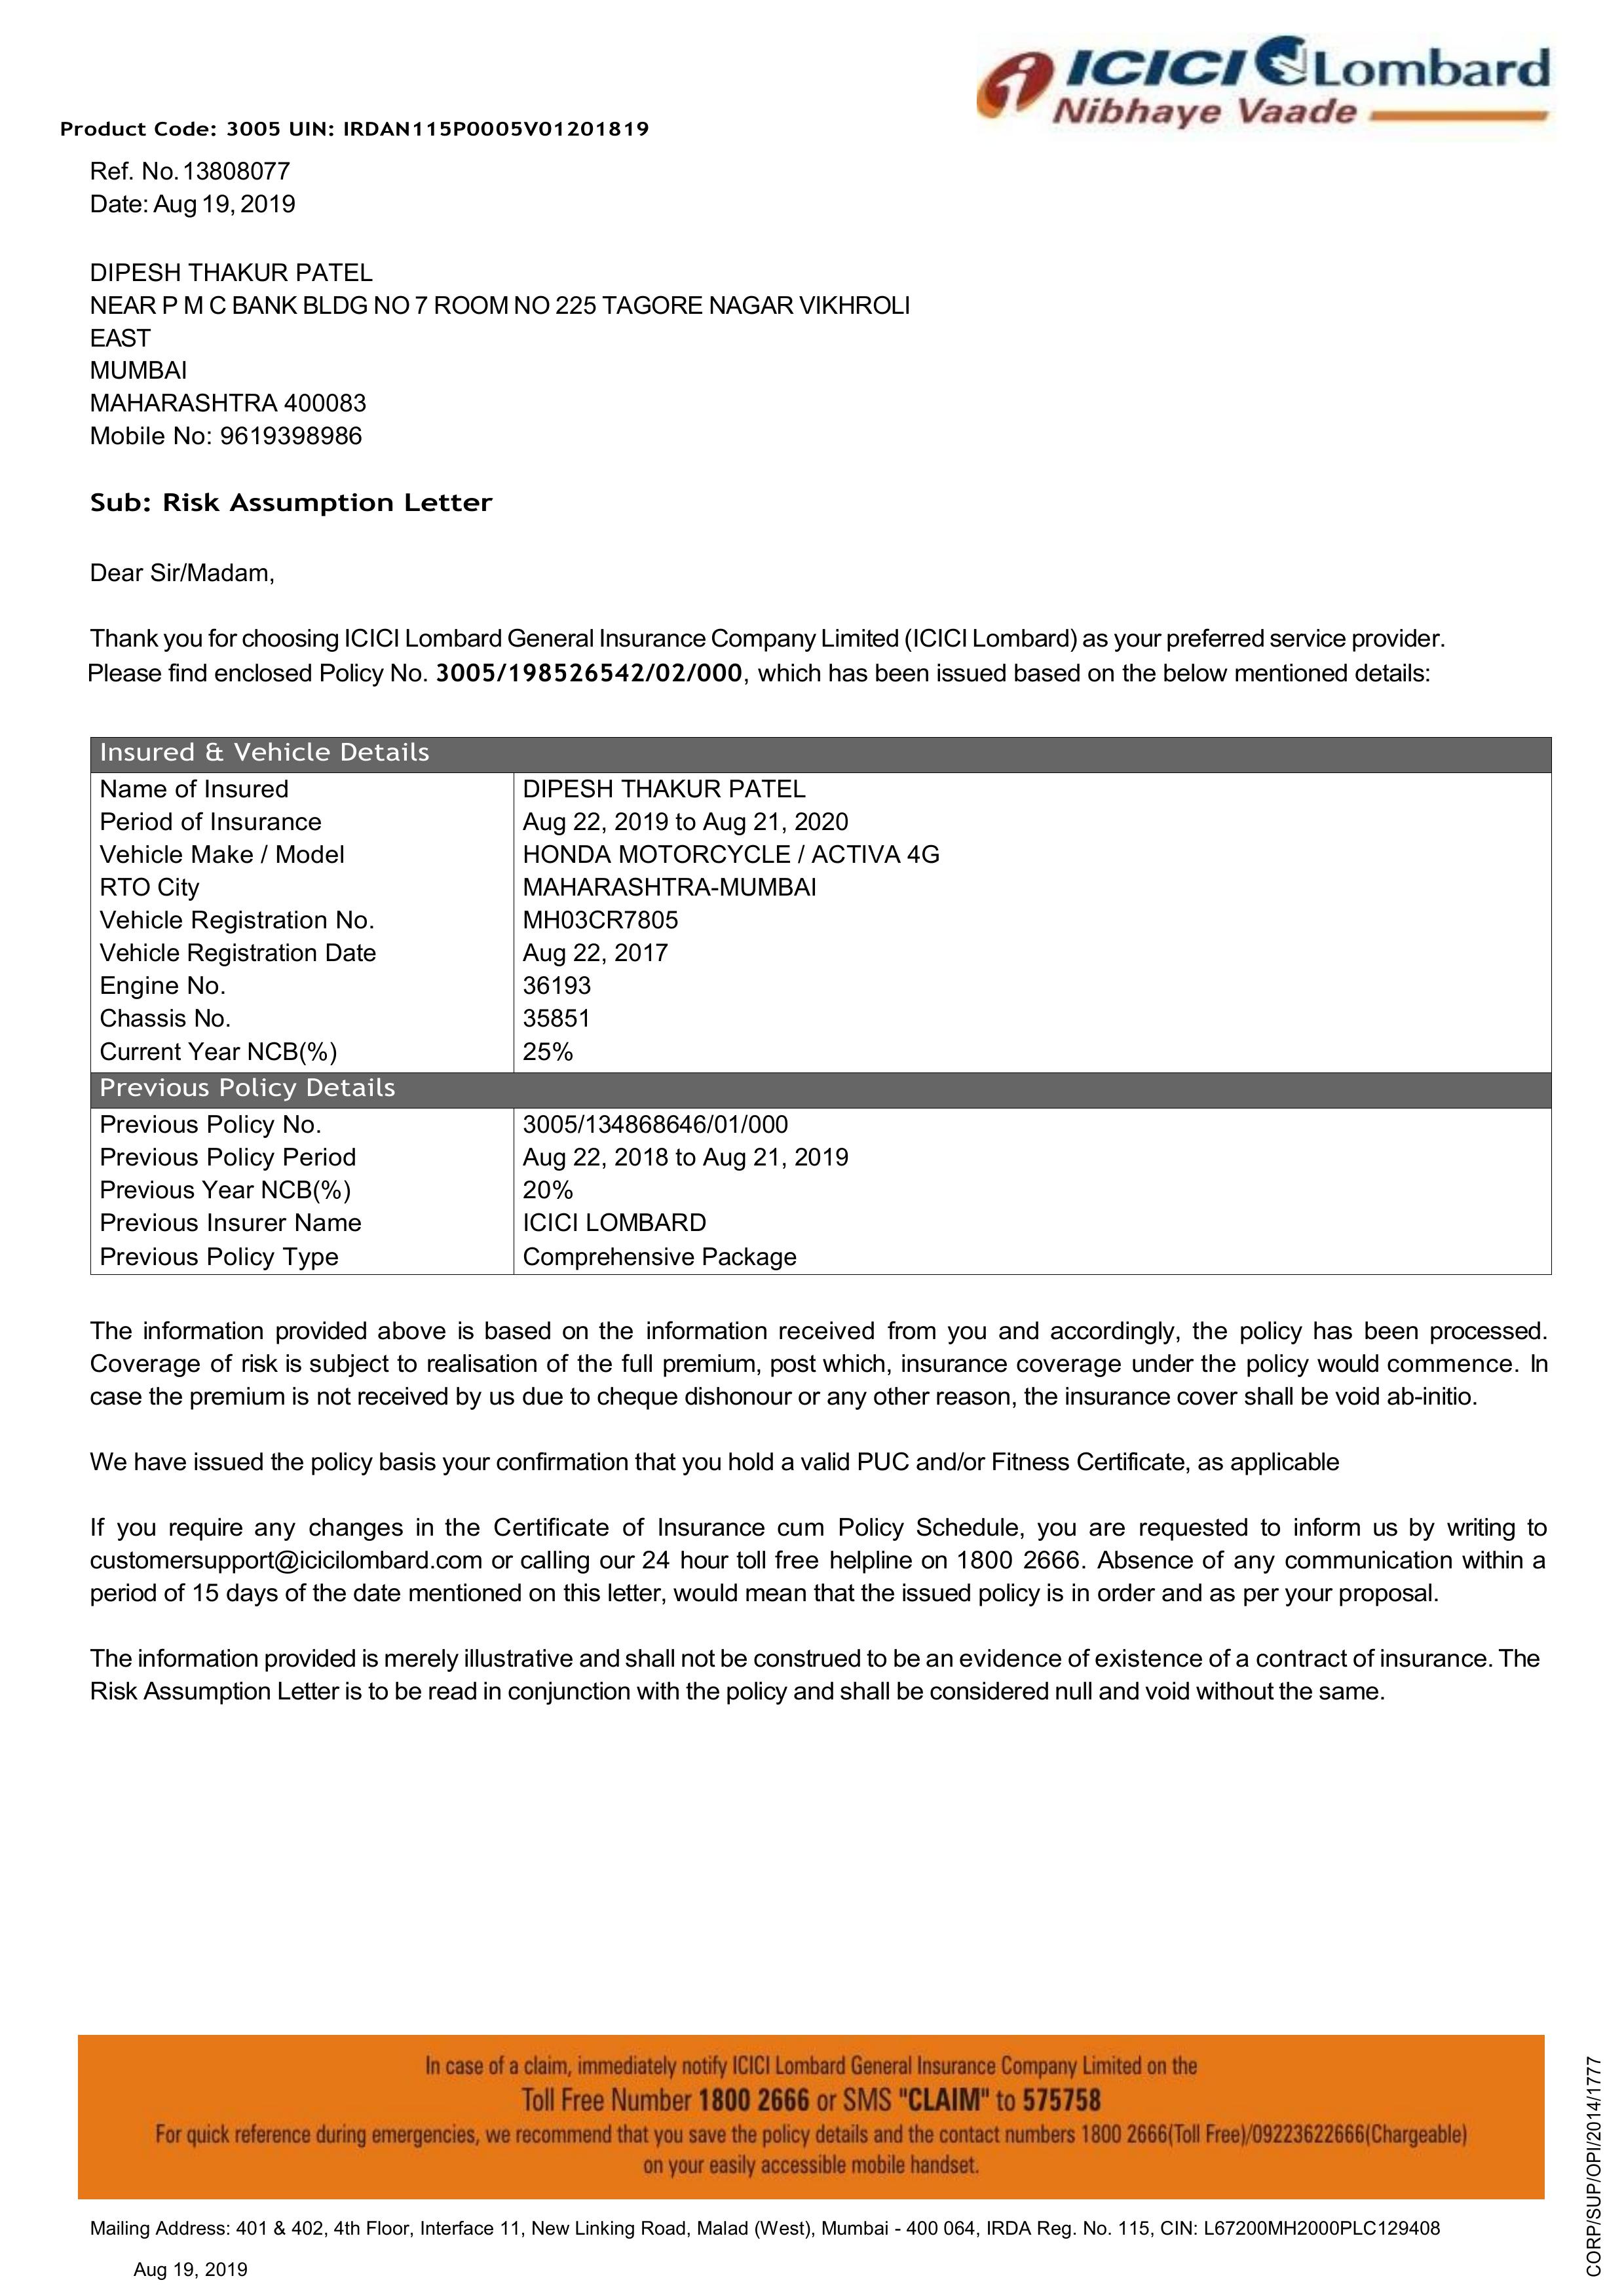 ICICI Lombard
Nibhaye Vaade
Product Code: 3005 UIN: IRDAN115P0005V01201819
Ref. No. 13808077
Date: Aug 19, 2019
DIPESH THAKUR PATEL
NEAR P M C BANK BLDG NO 7 ROOM NO 225 TAGORE NAGAR VIKHROLI
EAST
MUMBAI
MAHARASHTRA 400083
Mobile No: 9619398986
Sub: Risk Assumption Letter
Dear Sir/Madam,
Thank you for choosing ICICI Lombard General Insurance Company Limited (ICICI Lombard) as your preferred service provider.
Please find enclosed Policy No. 3005/198526542/02/000, which has been issued based on the below mentioned details:
Insured & Vehicle Details
Name of Insured DIPESH THAKUR PATEL
Period of Insurance Aug 22, 2019 to Aug 21, 2020
Vehicle Make / Model HONDA MOTORCYCLE / ACTIVA 4G
RTO City MAHARASHTRA-MUMBAI
Vehicle Registration No. MH03CR7805
Vehicle Registration Date Aug 22, 2017
Engine No. 36193
Chassis No. 35851
Current Year NCB(%) 25%
Previous Policy Details
Previous Policy No. 3005/134868646/01/000
Previous Policy Period Aug 22, 2018 to Aug 21, 2019
Previous Year NCB(%) 20%
Previous Insurer Name ICICI LOMBARD
Previous Policy Type Comprehensive Package
The information provided above is based on the information received from you and accordingly, the policy has been processed.
Coverage of risk is subject to realisation of the full premium, post which, insurance coverage under the policy would commence. In
case the premium is not received by us due to cheque dishonour or any other reason, the insurance cover shall be void ab-initio.
We have issued the policy basis your confirmation that you hold a valid PUC and/or Fitness Certificate, as applicable
If you require any changes in the Certificate of Insurance cum Policy Schedule, you are requested to inform us by writing to
customersupport@icicilombard.com or calling our 24 hour toll free helpline on 1800 2666. Absence of any communication within a
period of 15 days of the date mentioned on this letter, would mean that the issued policy is in order and as per your proposal.
The information provided is merely illustrative and shall not be construed to be an evidence of existence of a contract of insurance. The
Risk Assumption Letter is to be read in conjunction with the policy and shall be considered null and void without the same.
In case of a claim, immediately notify ICICI Lombard General Insurance Company Limited on the
Toll Free Number 1800 2666 or SMS "CLAIM" to 575758
For quick reference during emergencies, we recommend that you save the policy details and the contact numbers 1800 2666(Toll Free)/09223622666(Chargeable)
on your easily accessible mobile handset.
Mailing Address: 401 & 402, 4th Floor, Interface 11, New Linking Road, Malad (West), Mumbai - 400 064, IRDA Reg. No. 115, CIN: L67200MH2000PLC129408
Aug 19, 2019
CORP/SUP/OPI/2014/1777